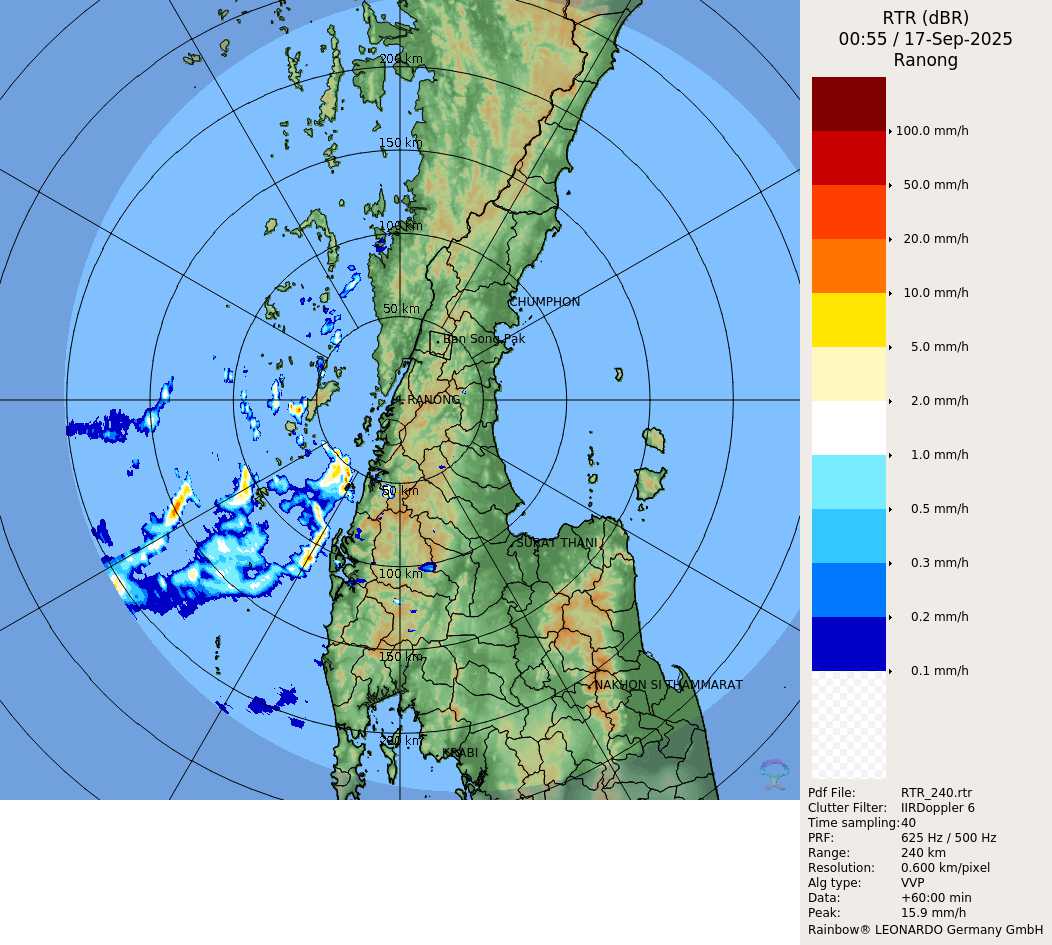 RTR (dBR)
00:55 / 17-Sep-2025
Ranong
200 km
150 km
100 km
50 km
CHUMPHON
Ban Song Pak
RANONG
50 km
SURAT THANI
100 km
150 km
NAKHON SI THAMMARAT
200 km
KRABI
100.0 mm/h
50.0 mm/h
20.0 mm/h
10.0 mm/h
5.0 mm/h
2.0 mm/h
1.0 mm/h
0.5 mm/h
0.3 mm/h
0.2 mm/h
0.1 mm/h
Pdf File: RTR_240.rtr
Clutter Filter: IIRDoppler 6
Time sampling: 40
PRF: 625 Hz / 500 Hz
Range: 240 km
Resolution: 0.600 km/pixel
Alg type: VVP
Data: +60:00 min
Peak: 15.9 mm/h
Rainbow® LEONARDO Germany GmbH